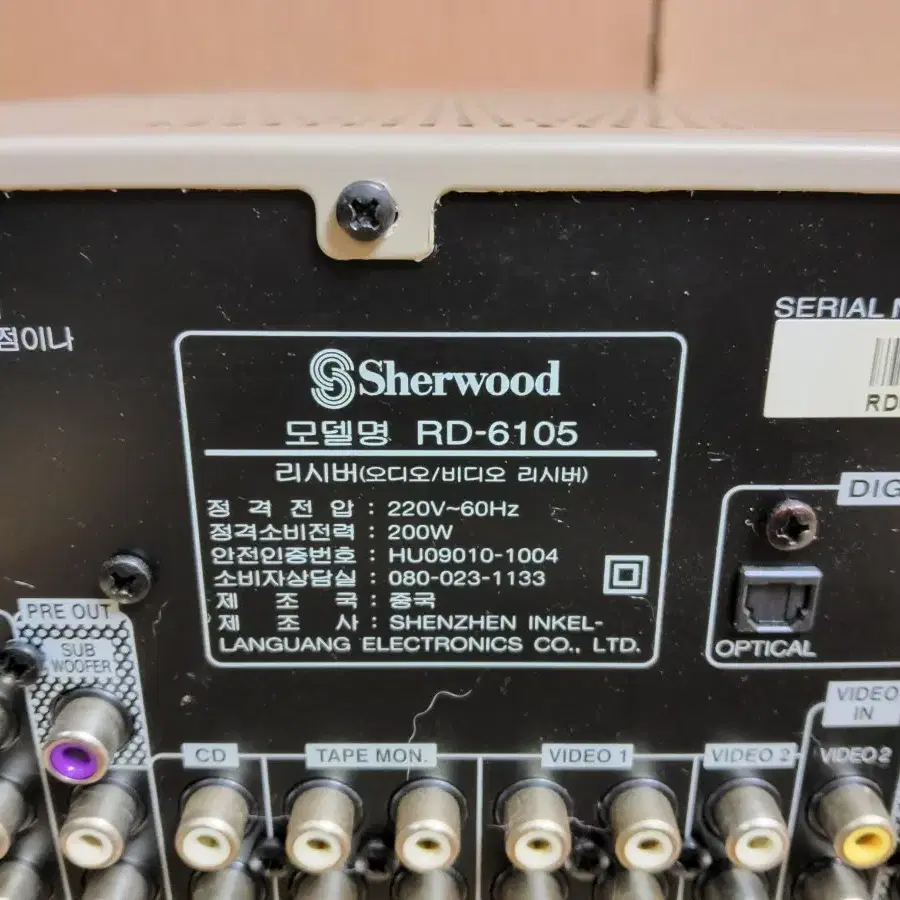 점이나
SERIAL
RD
Sherwood
모델명 RD-6105
리시버(오디오/비디오 리시버)
정격전압 : 220V~60Hz
정격소비전력 : 200W
안전인증번호 : HU09010-1004
소비자상담실 : 080-023-1133
제조국 : 중국
제조사 : SHENZHEN INKEL-
LANGUANG ELECTRONICS CO., LTD.
DIG
OPTICAL
PRE OUT
SUB
WOOFER
VIDEO
IN
CD
TAPE MON.
VIDEO 1
VIDEO 2
VIDEO 2